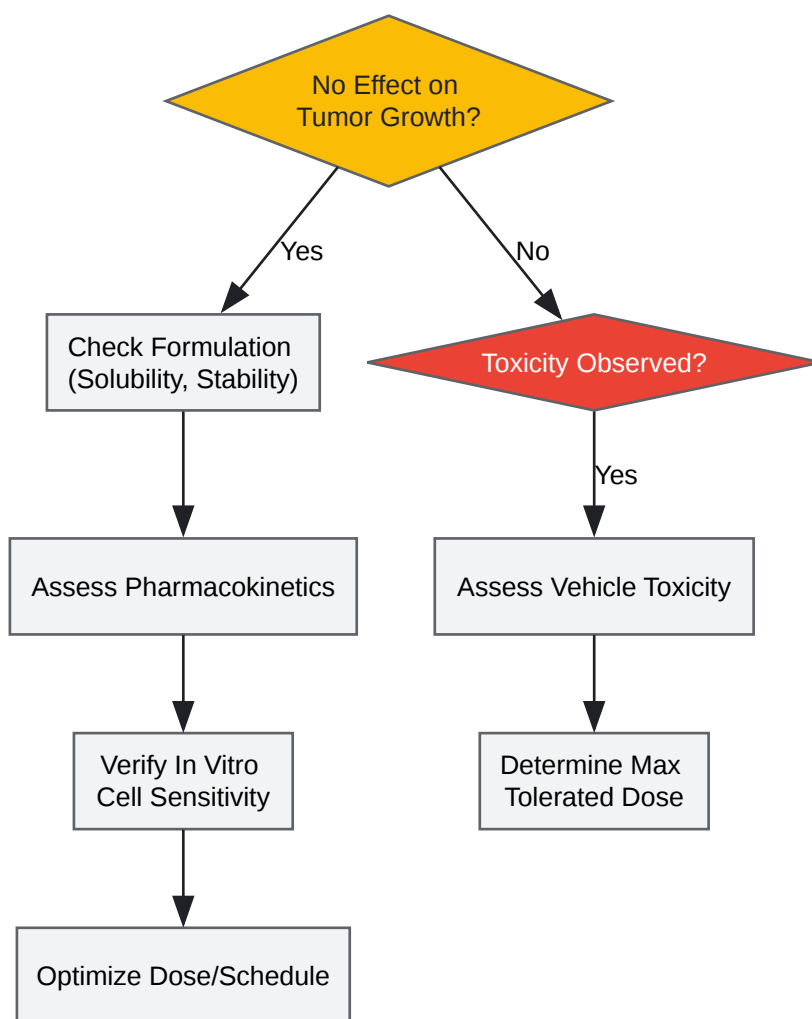 No Effect on
Tumor Growth?
Yes
No
Check Formulation
(Solubility, Stability)
Toxicity Observed?
Yes
Assess Pharmacokinetics
Assess Vehicle Toxicity
Verify In Vitro
Cell Sensitivity
Determine Max
Tolerated Dose
Optimize Dose/Schedule